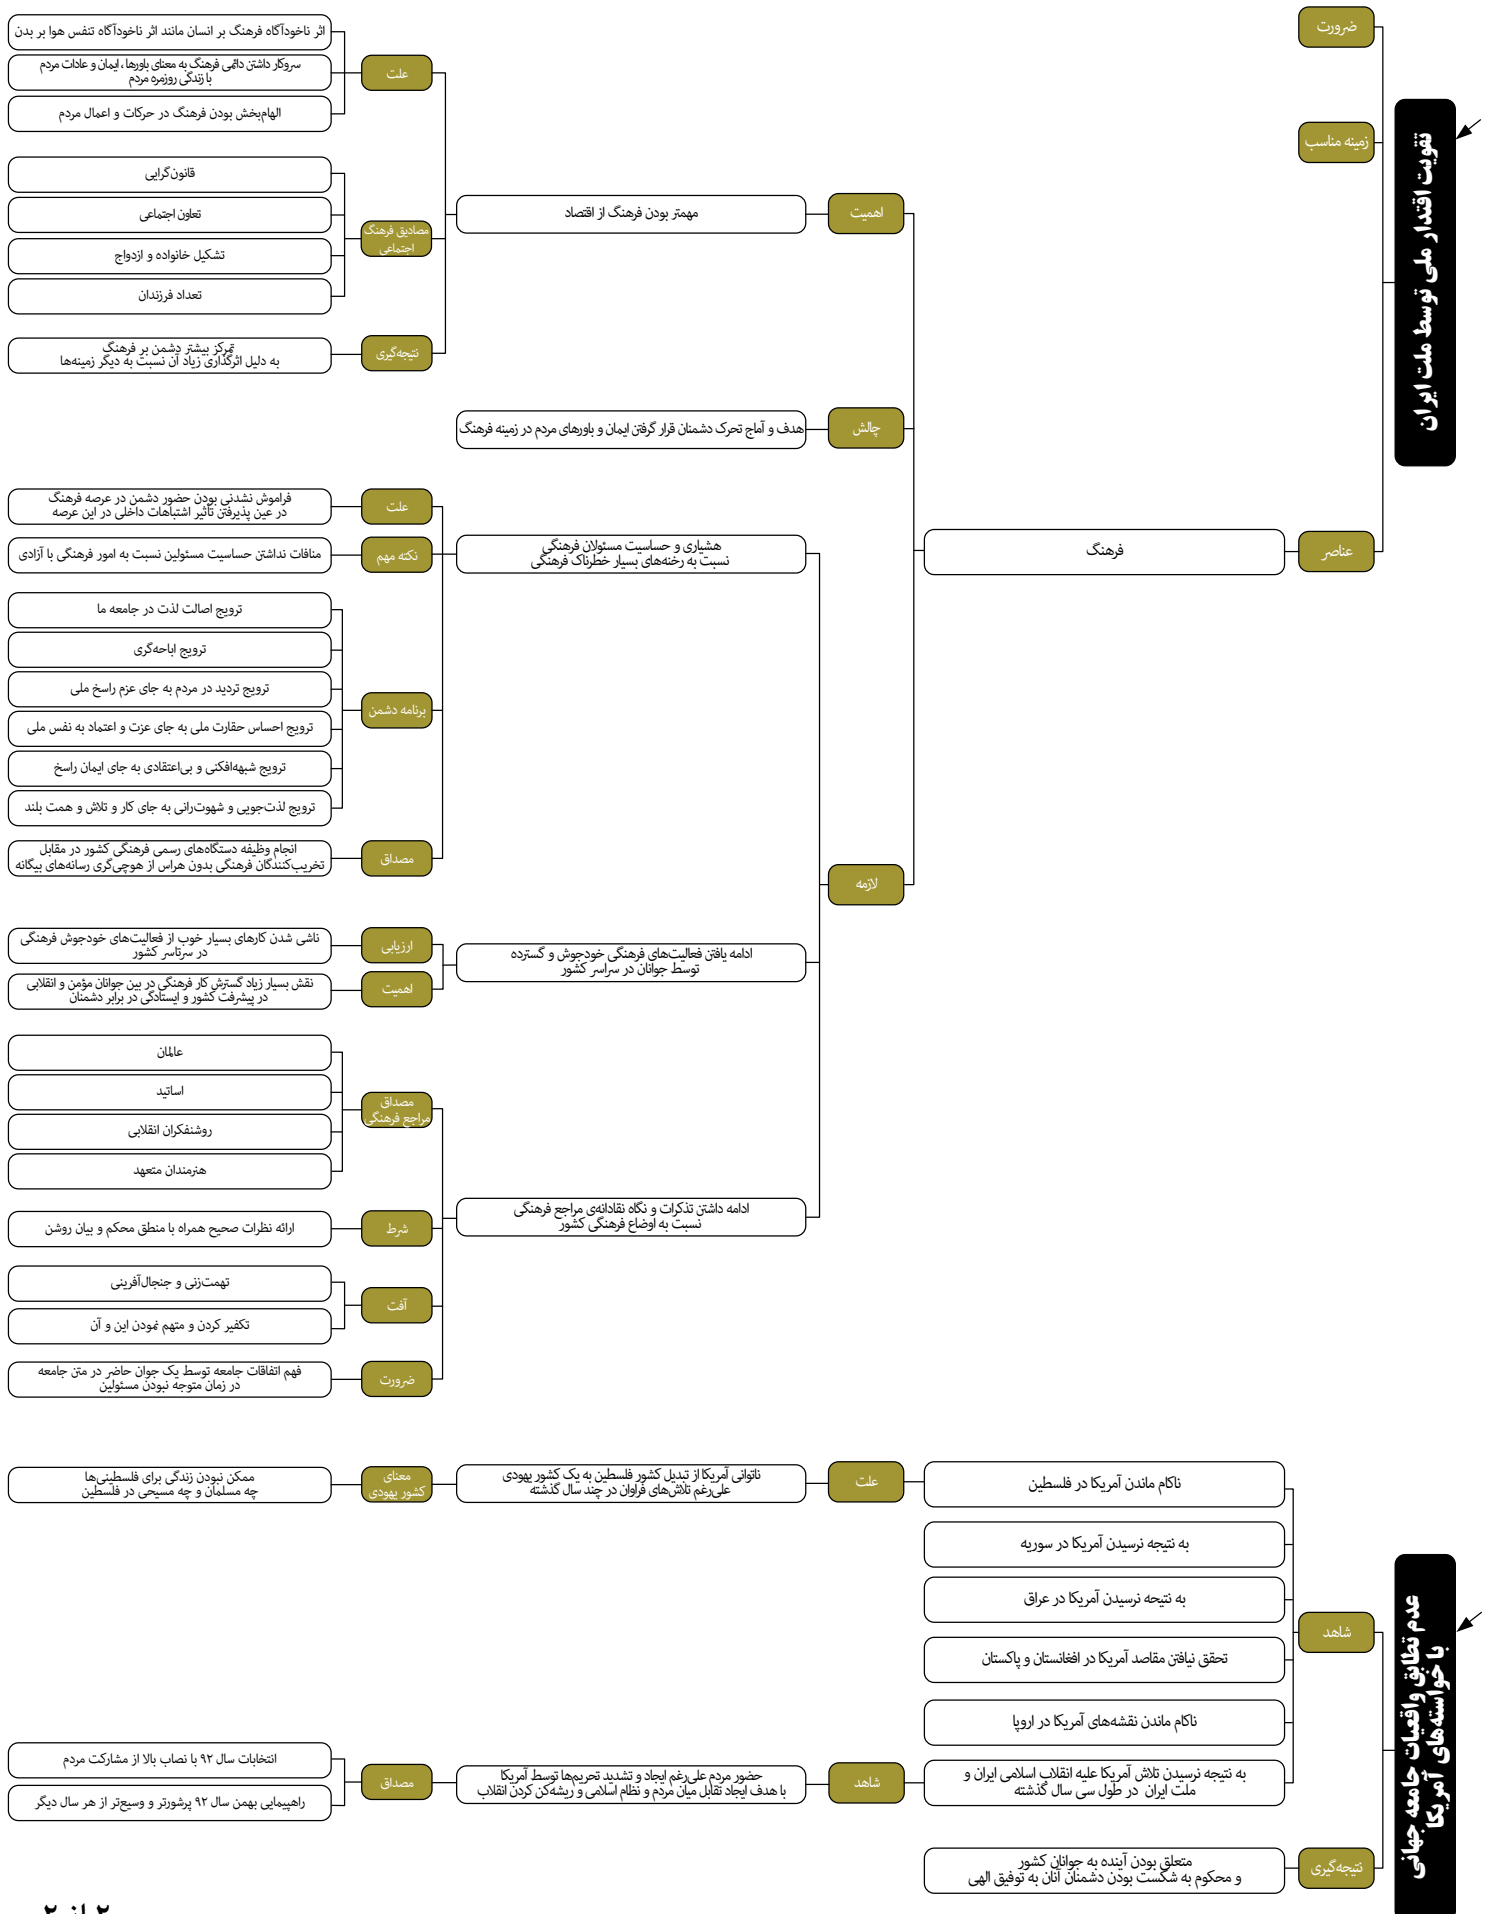 تقویت اقتدار ملی توسط ملت ایران
ضرورت
زمینه مناسب
عناصر
فرهنگ
اهمیت
مهمتر بودن فرهنگ از اقتصاد
علت
اثر ناخودآگاه فرهنگ بر انسان مانند اثر ناخودآگاه تنفس هوا بر بدن
سروکار داشتن دائمی فرهنگ به معنای باورها، ایمان و عادات مردم
با زندگی روزمره مردم
الهام‌بخش بودن فرهنگ در حرکات و اعمال مردم
مصادیق فرهنگ
اجتماعی
قانون‌گرایی
تعاون اجتماعی
تشکیل خانواده و ازدواج
تعداد فرزندان
نتیجه‌گیری
تمرکز بیشتر دشمن بر فرهنگ
به دلیل اثرگذاری زیاد آن نسبت به دیگر زمینه‌ها
چالش
هدف و آماج تحرک دشمنان قرار گرفتن ایمان و باورهای مردم در زمینه فرهنگ
لازمه
هشیاری و حساسیت مسئولان فرهنگی
نسبت به رخنه‌های بسیار خطرناک فرهنگی
علت
فراموش نشدنی بودن حضور دشمن در عرصه فرهنگ
در عین پذیرفتن تأثیر اشتباهات داخلی در این عرصه
نکته مهم
منافات نداشتن حساسیت مسئولین نسبت به امور فرهنگی با آزادی
برنامه دشمن
ترویج اصالت لذت در جامعه ما
ترویج اباحه‌گری
ترویج تردید در مردم به جای عزم راسخ ملی
ترویج احساس حقارت ملی به جای عزت و اعتماد به نفس ملی
ترویج شبهه‌افکنی و بی‌اعتقادی به جای ایمان راسخ
ترویج لذت‌جویی و شهوت‌رانی به جای کار و تلاش و همت بلند
مصداق
انجام وظیفه دستگاه‌های رسمی فرهنگی کشور در مقابل
تخریب‌کنندگان فرهنگی بدون هراس از هوچی‌گری رسانه‌های بیگانه
ادامه یافتن فعالیت‌های فرهنگی خودجوش و گسترده
توسط جوانان در سراسر کشور
ارزیابی
ناشی شدن کارهای بسیار خوب از فعالیت‌های خودجوش فرهنگی
در سرتاسر کشور
اهمیت
نقش بسیار زیاد گسترش کار فرهنگی در بین جوانان مؤمن و انقلابی
در پیشرفت کشور و ایستادگی در برابر دشمنان
ادامه داشتن تذکرات و نگاه نقادانه‌ی مراجع فرهنگی
نسبت به اوضاع فرهنگی کشور
مصداق
مراجع فرهنگی
عالمان
اساتید
روشنفکران انقلابی
هنرمندان متعهد
شرط
ارائه نظرات صحیح همراه با منطق محکم و بیان روشن
آفت
تهمت‌زنی و جنجال‌آفرینی
تکفیر کردن و متهم نمودن این و آن
ضرورت
فهم اتفاقات جامعه توسط یک جوان حاضر در متن جامعه
در زمان متوجه نبودن مسئولین
عدم تطابق واقعیات جامعه جهانی
با خواسته‌های آمریکا
شاهد
ناکام ماندن آمریکا در فلسطین
علت
ناتوانی آمریکا از تبدیل کشور فلسطین به یک کشور یهودی
علی‌رغم تلاش‌های فراوان در چند سال گذشته
معنای
کشور یهودی
ممکن نبودن زندگی برای فلسطینی‌ها
چه مسلمان و چه مسیحی در فلسطین
به نتیجه نرسیدن آمریکا در سوریه
به نتیحه نرسیدن آمریکا در عراق
تحقق نیافتن مقاصد آمریکا در افغانستان و پاکستان
ناکام ماندن نقشه‌های آمریکا در اروپا
به نتیجه نرسیدن تلاش آمریکا علیه انقلاب اسلامی ایران و
ملت ایران در طول سی سال گذشته
شاهد
حضور مردم علی‌رغم ایجاد و تشدید تحریم‌ها توسط آمریکا
با هدف ایجاد تقابل میان مردم و نظام اسلامی و ریشه‌کن کردن انقلاب
مصداق
انتخابات سال ۹۲ با نصاب بالا از مشارکت مردم
راهپیمایی بهمن سال ۹۲ پرشورتر و وسیع‌تر از هر سال دیگر
نتیجه‌گیری
متعلق بودن آینده به جوانان کشور
و محکوم به شکست بودن دشمنان آنان به توفیق الهی
۲ از ۲